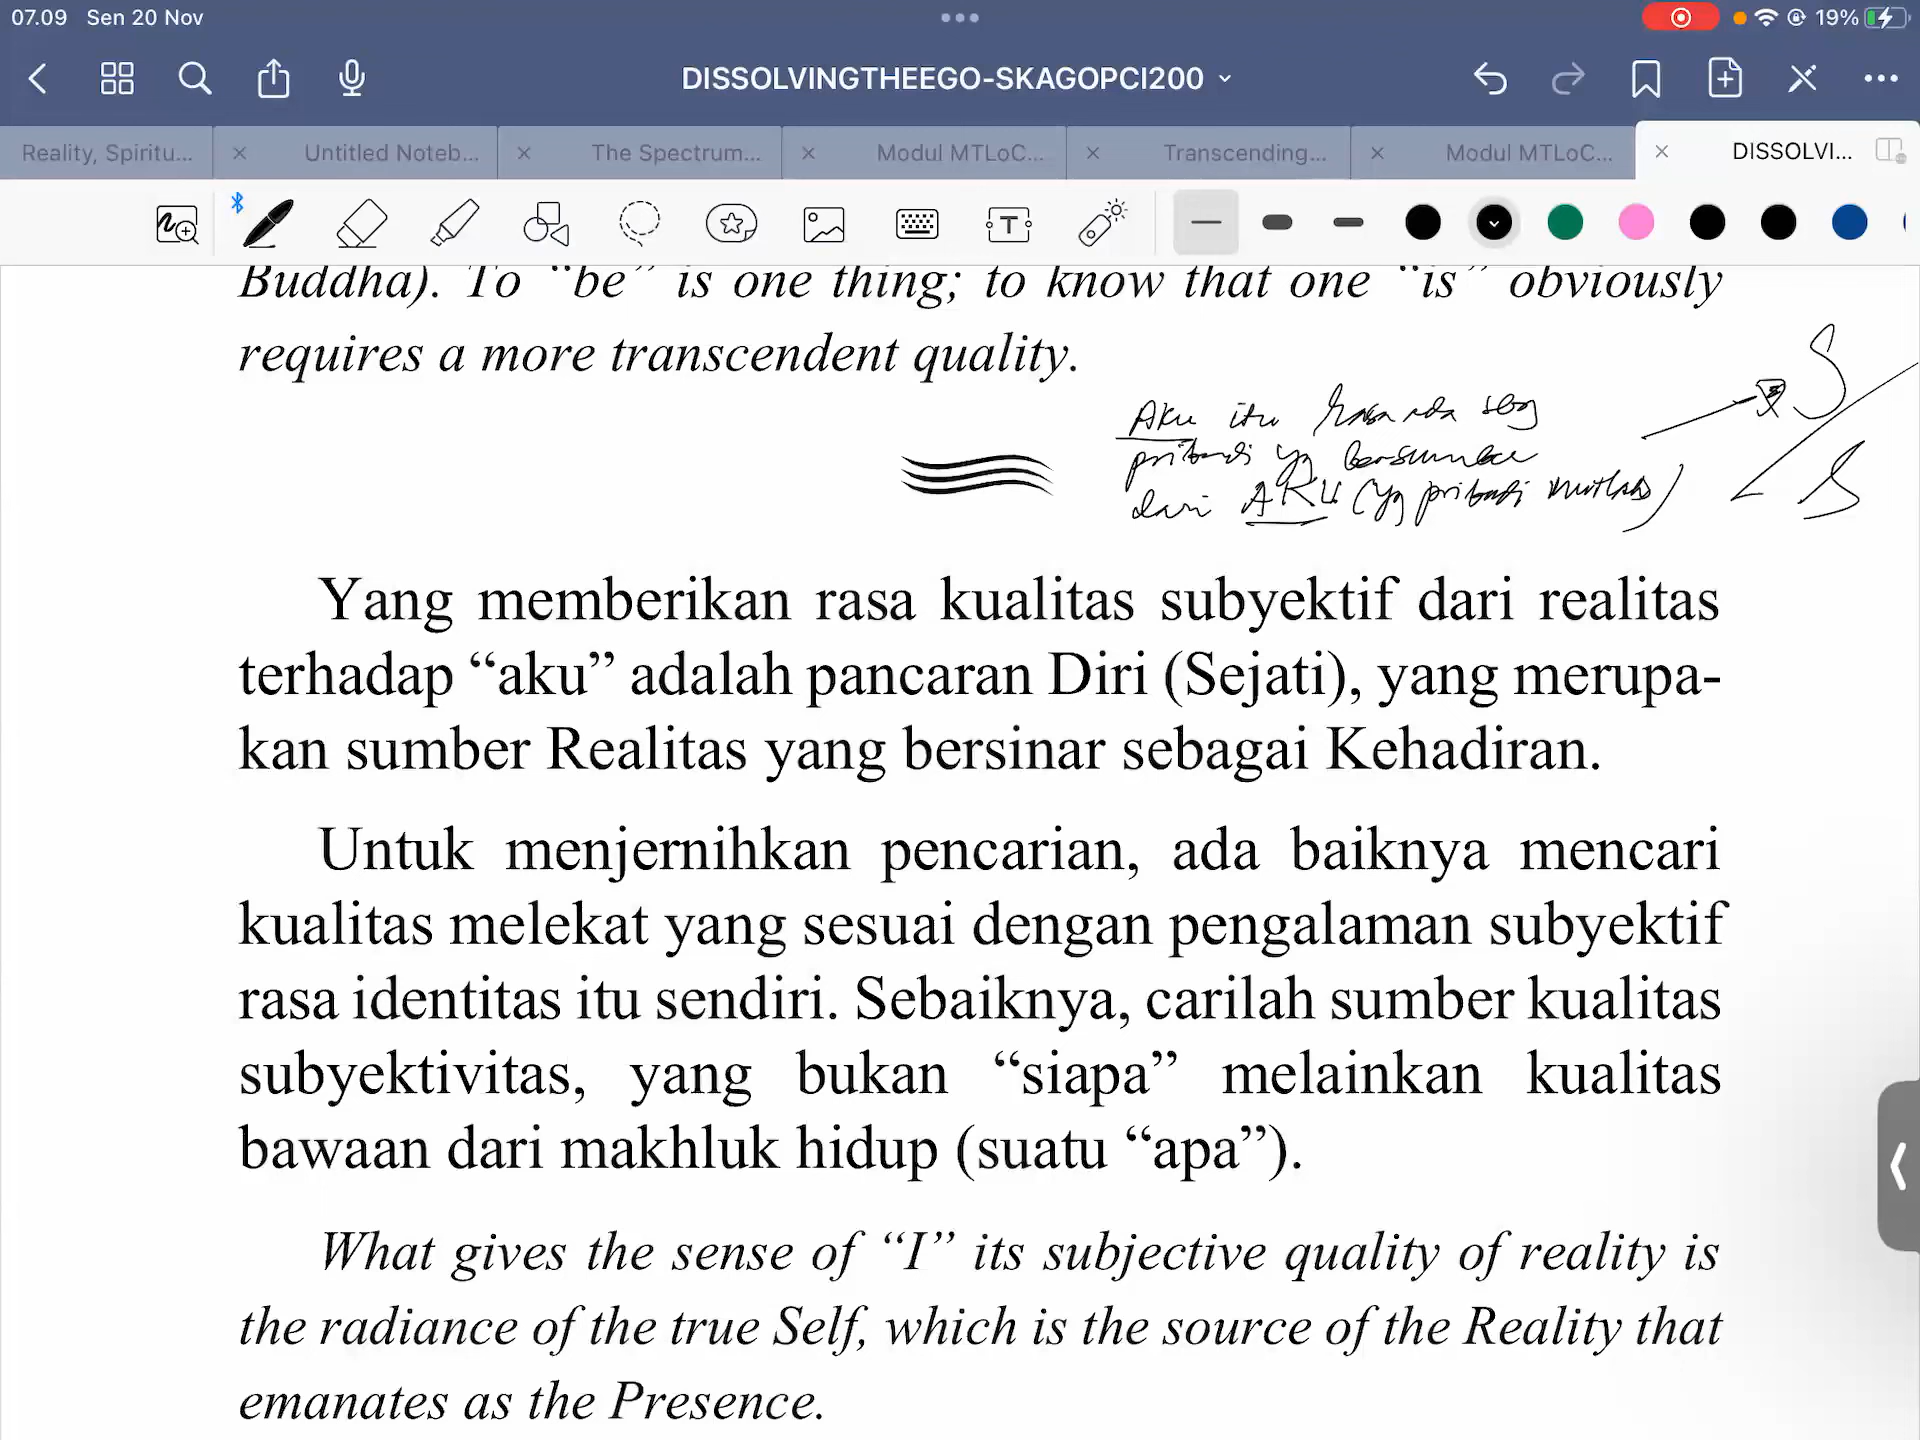 07.09 Sen 20 Nov
19%
DISSOLVINGTHEEGO-SKAGOPCI200
Reality, Spiritu...
Untitled Noteb...
The Spectrum...
Modul MTLoC...
Transcending...
Modul MTLoC...
DISSOLVI...
Buddha). To “be” is one thing; to know that one “is” obviously
requires a more transcendent quality.
Aku itu rasa ada sbg
pribadi yg bersumber
dari AKU (yg pribadi mutlak)
S
S
Yang memberikan rasa kualitas subyektif dari realitas
terhadap “aku” adalah pancaran Diri (Sejati), yang merupa-
kan sumber Realitas yang bersinar sebagai Kehadiran.
Untuk menjernihkan pencarian, ada baiknya mencari
kualitas melekat yang sesuai dengan pengalaman subyektif
rasa identitas itu sendiri. Sebaiknya, carilah sumber kualitas
subyektivitas, yang bukan “siapa” melainkan kualitas
bawaan dari makhluk hidup (suatu “apa”).
What gives the sense of “I” its subjective quality of reality is
the radiance of the true Self, which is the source of the Reality that
emanates as the Presence.